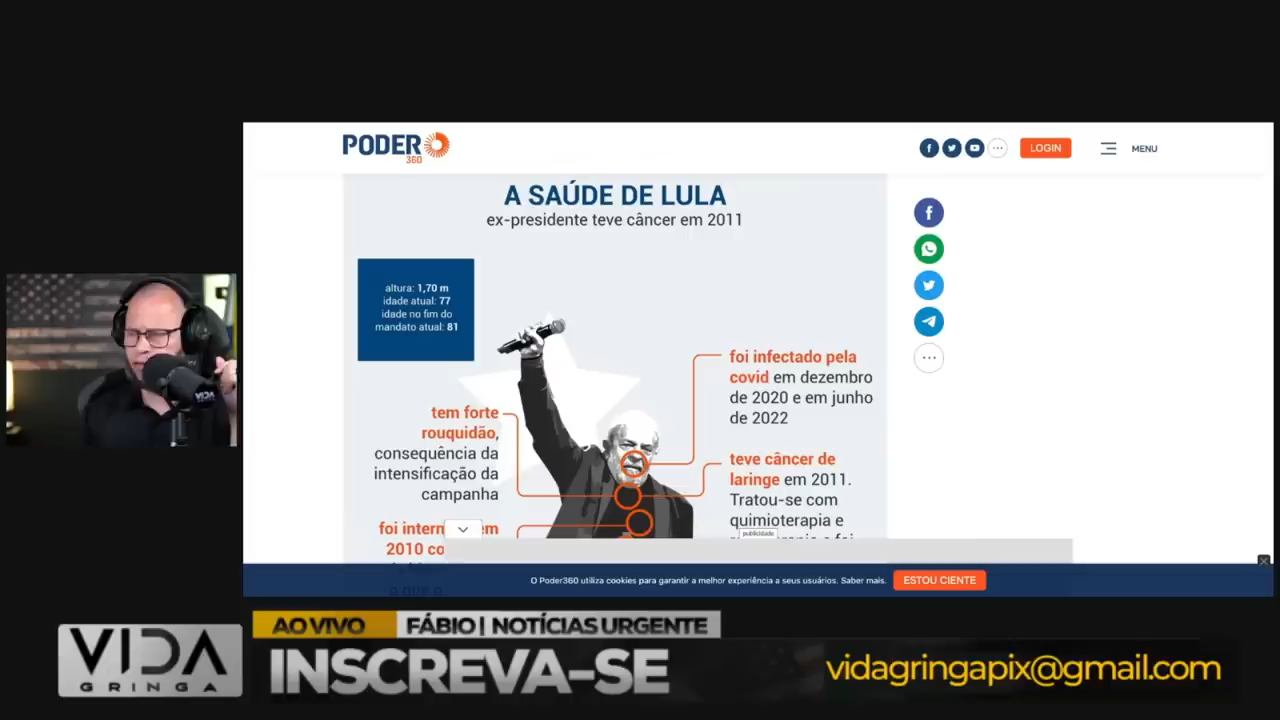 PODER
360
LOGIN
MENU
A SAÚDE DE LULA
ex-presidente teve câncer em 2011
altura: 1,70 m
idade atual: 77
idade no fim do
mandato atual: 81
foi infectado pela
covid em dezembro
de 2020 e em junho
de 2022
tem forte
rouquidão,
consequência da
intensificação da
campanha
teve câncer de
laringe em 2011.
Tratou-se com
quimioterapia e
foi intern em
2010 co
publicidade
O Poder360 utiliza cookies para garantir a melhor experiência a seus usuários. Saber mais.
ESTOU CIENTE
VIDA
AO VIVO
FÁBIO | NOTÍCIAS URGENTE
VIDA
GRINGA
INSCREVA-SE
vidagringapix@gmail.com